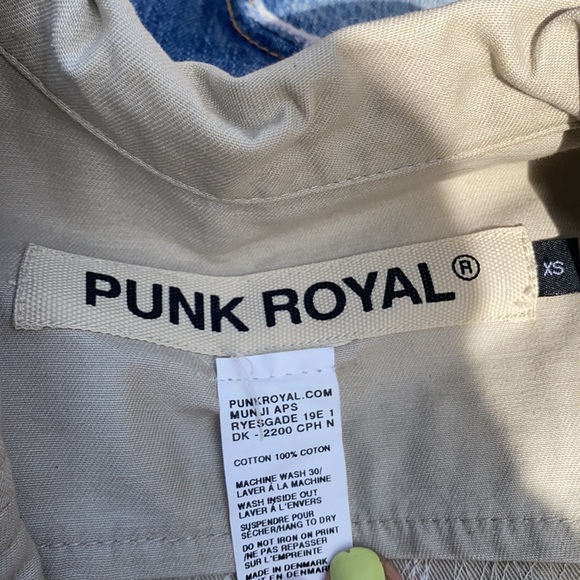 PUNK ROYAL®
XS
PUNKROYAL.COM
MUNJI APS
RYESGADE 19E 1
DK - 2200 CPH N
COTTON 100% COTON
MACHINE WASH 30/
LAVER À LA MACHINE
WASH INSIDE OUT
LAVER À L'ENVERS
SUSPENDRE POUR
SÉCHER/HANG TO DRY
DO NOT IRON ON PRINT
/NE PAS REPASSER
SUR L'EMPREINTE
MADE IN DENMARK
EN DENMARK